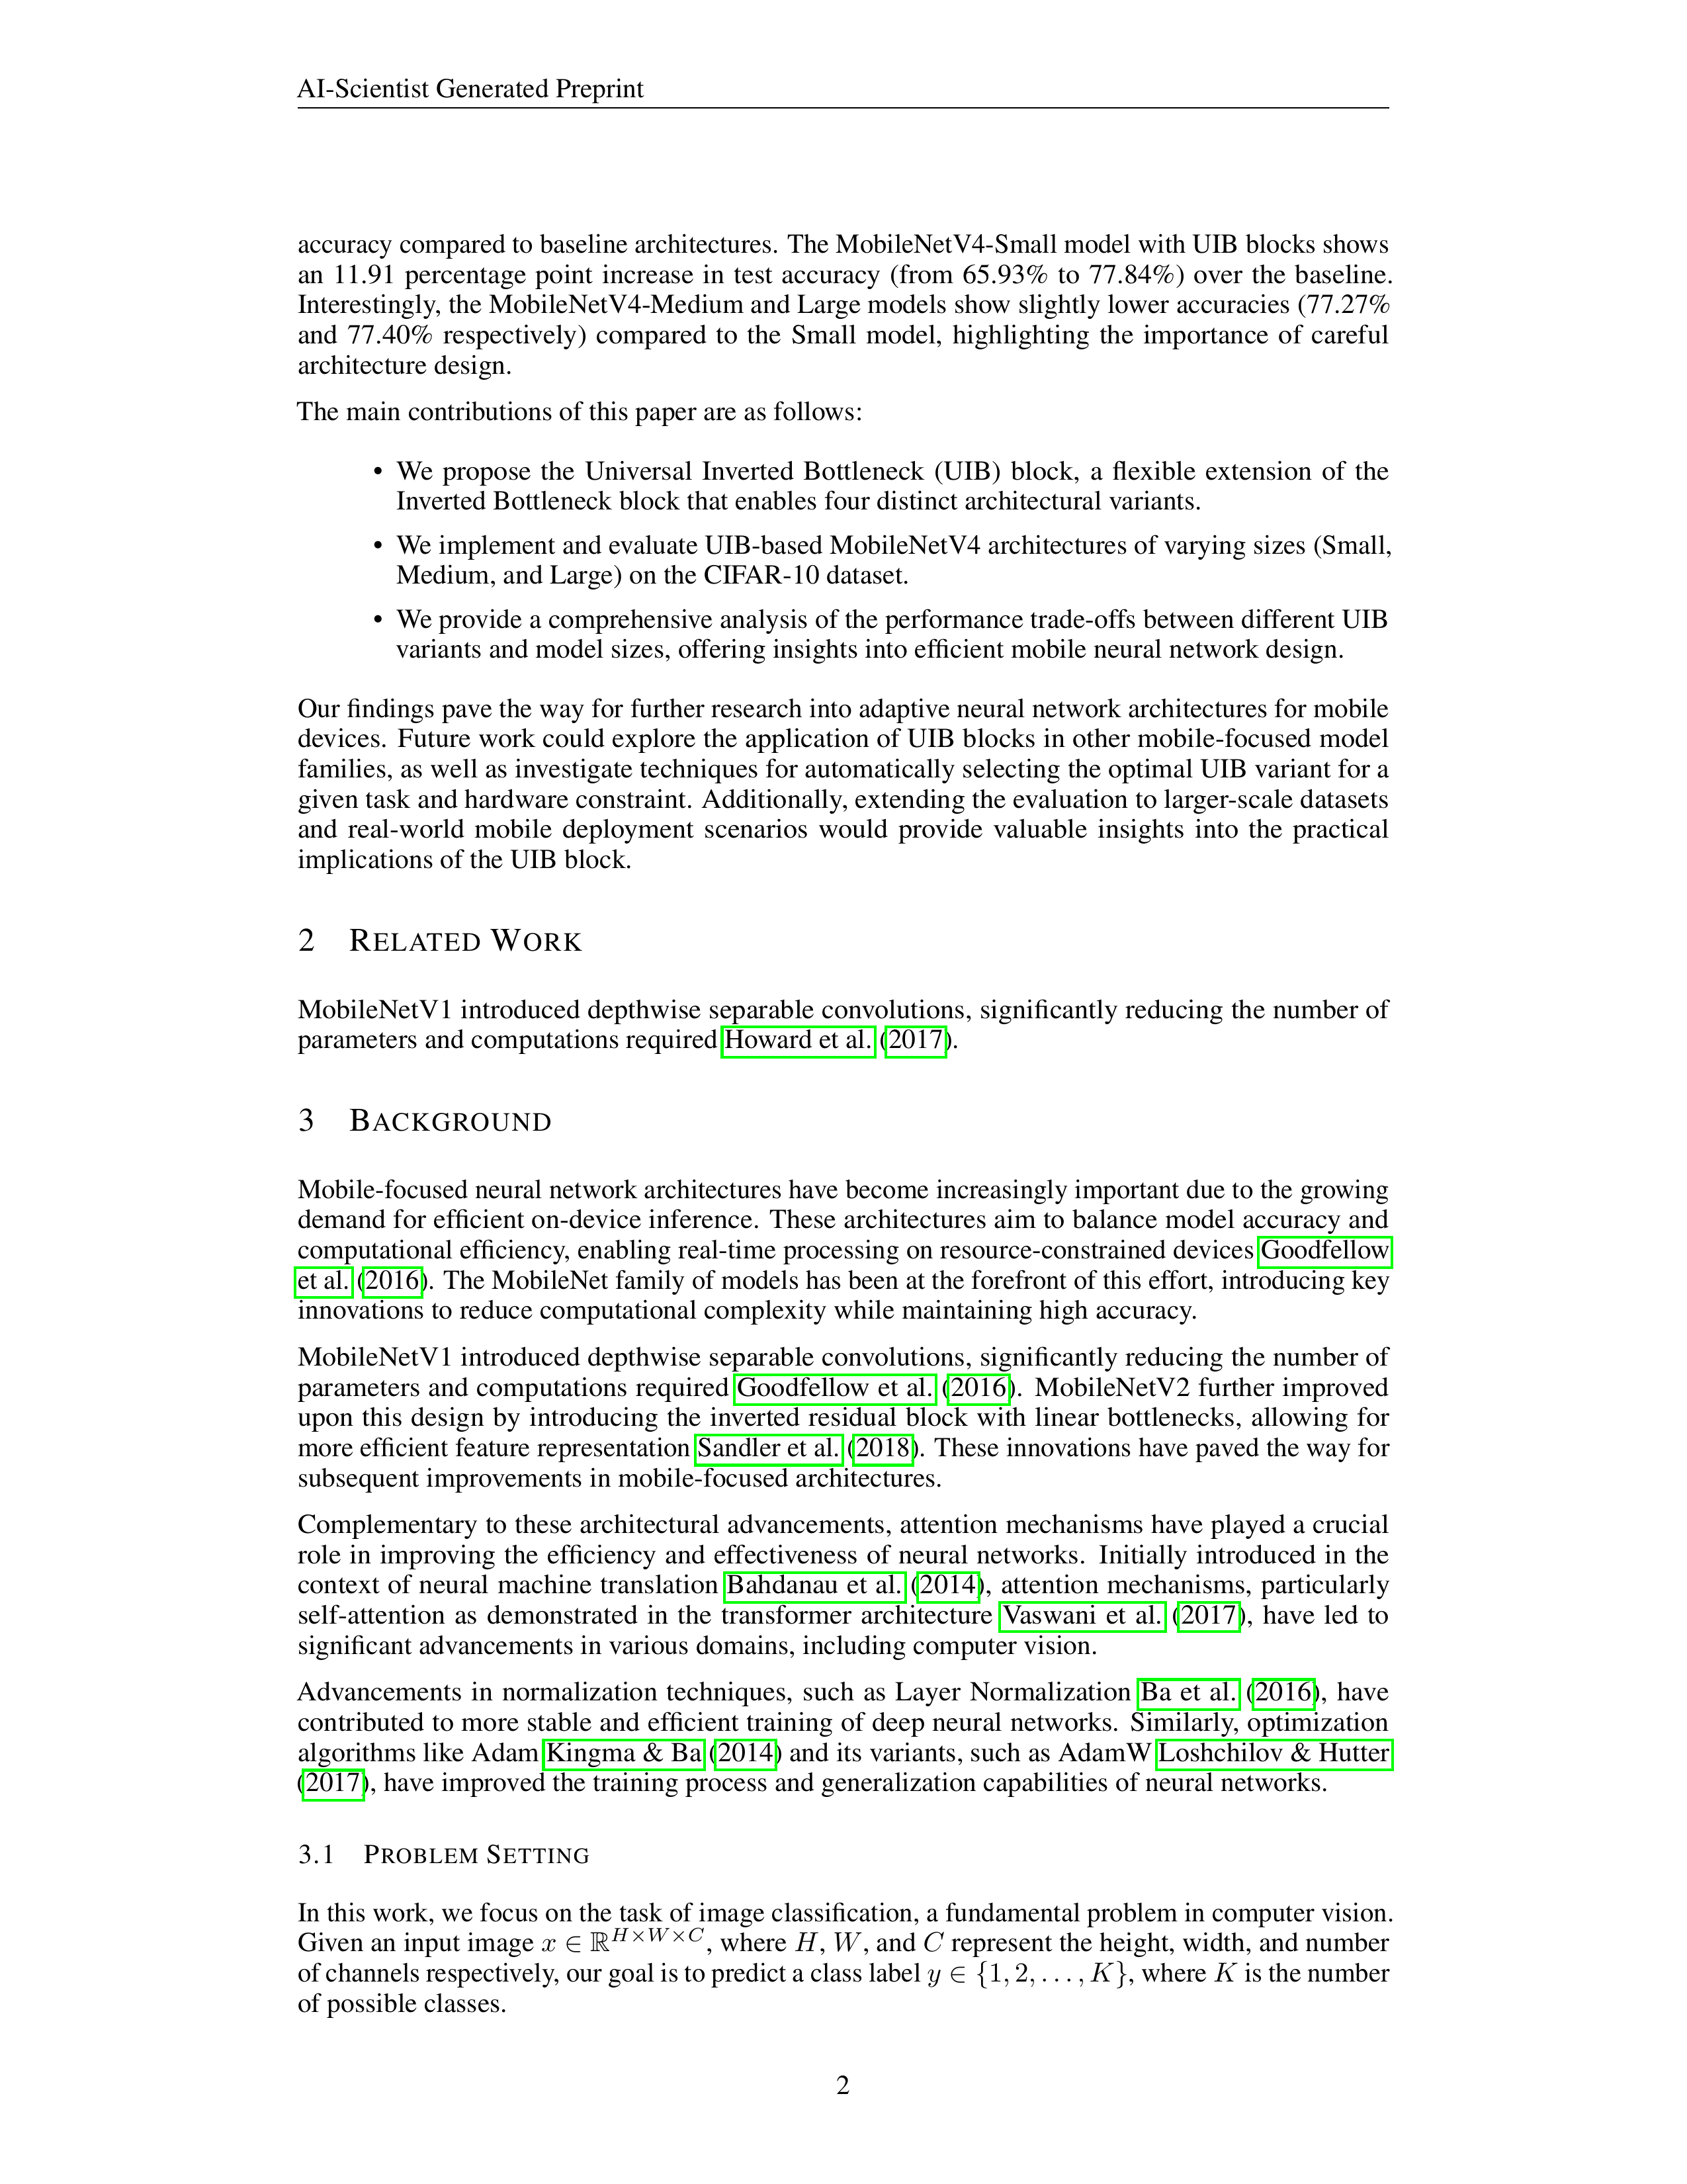 AI-Scientist Generated Preprint
accuracy compared to baseline architectures. The MobileNetV4-Small model with UIB blocks shows
an 11.91 percentage point increase in test accuracy (from 65.93% to 77.84%) over the baseline.
Interestingly, the MobileNetV4-Medium and Large models show slightly lower accuracies (77.27%
and 77.40% respectively) compared to the Small model, highlighting the importance of careful
architecture design.
The main contributions of this paper are as follows:
• We propose the Universal Inverted Bottleneck (UIB) block, a flexible extension of the
Inverted Bottleneck block that enables four distinct architectural variants.
• We implement and evaluate UIB-based MobileNetV4 architectures of varying sizes (Small,
Medium, and Large) on the CIFAR-10 dataset.
• We provide a comprehensive analysis of the performance trade-offs between different UIB
variants and model sizes, offering insights into efficient mobile neural network design.
Our findings pave the way for further research into adaptive neural network architectures for mobile
devices. Future work could explore the application of UIB blocks in other mobile-focused model
families, as well as investigate techniques for automatically selecting the optimal UIB variant for a
given task and hardware constraint. Additionally, extending the evaluation to larger-scale datasets
and real-world mobile deployment scenarios would provide valuable insights into the practical
implications of the UIB block.
2 RELATED WORK
MobileNetV1 introduced depthwise separable convolutions, significantly reducing the number of
parameters and computations required Howard et al. (2017).
3 BACKGROUND
Mobile-focused neural network architectures have become increasingly important due to the growing
demand for efficient on-device inference. These architectures aim to balance model accuracy and
computational efficiency, enabling real-time processing on resource-constrained devices Goodfellow
et al. (2016). The MobileNet family of models has been at the forefront of this effort, introducing key
innovations to reduce computational complexity while maintaining high accuracy.
MobileNetV1 introduced depthwise separable convolutions, significantly reducing the number of
parameters and computations required Goodfellow et al. (2016). MobileNetV2 further improved
upon this design by introducing the inverted residual block with linear bottlenecks, allowing for
more efficient feature representation Sandler et al. (2018). These innovations have paved the way for
subsequent improvements in mobile-focused architectures.
Complementary to these architectural advancements, attention mechanisms have played a crucial
role in improving the efficiency and effectiveness of neural networks. Initially introduced in the
context of neural machine translation Bahdanau et al. (2014), attention mechanisms, particularly
self-attention as demonstrated in the transformer architecture Vaswani et al. (2017), have led to
significant advancements in various domains, including computer vision.
Advancements in normalization techniques, such as Layer Normalization Ba et al. (2016), have
contributed to more stable and efficient training of deep neural networks. Similarly, optimization
algorithms like Adam Kingma & Ba (2014) and its variants, such as AdamW Loshchilov & Hutter
(2017), have improved the training process and generalization capabilities of neural networks.
3.1 PROBLEM SETTING
In this work, we focus on the task of image classification, a fundamental problem in computer vision.
Given an input image x ∈ ℝ^{H×W×C}, where H, W, and C represent the height, width, and number
of channels respectively, our goal is to predict a class label y ∈ {1, 2, . . . , K}, where K is the number
of possible classes.
2